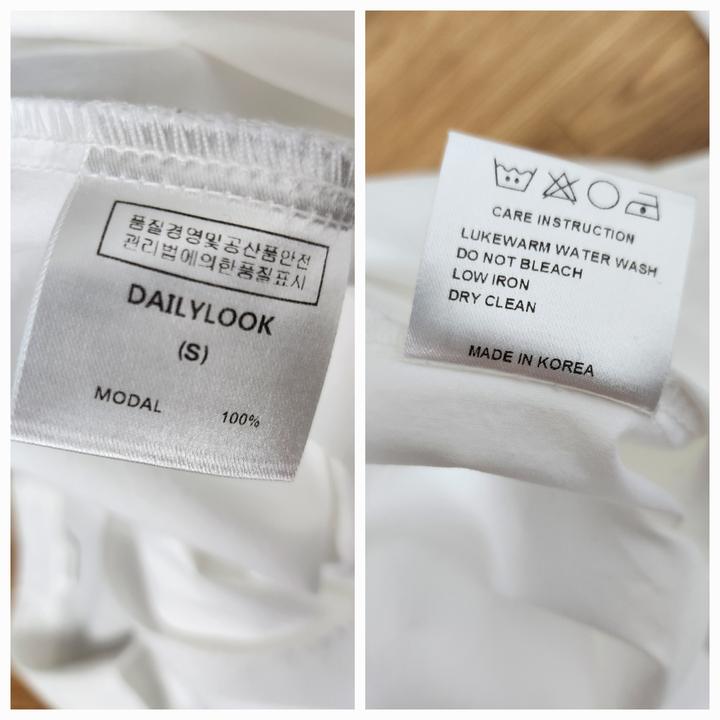 품질경영및공산품안전
관리법에의한품질표시
DAILYLOOK
(S)
MODAL 100%
CARE INSTRUCTION
LUKEWARM WATER WASH
DO NOT BLEACH
LOW IRON
DRY CLEAN
MADE IN KOREA